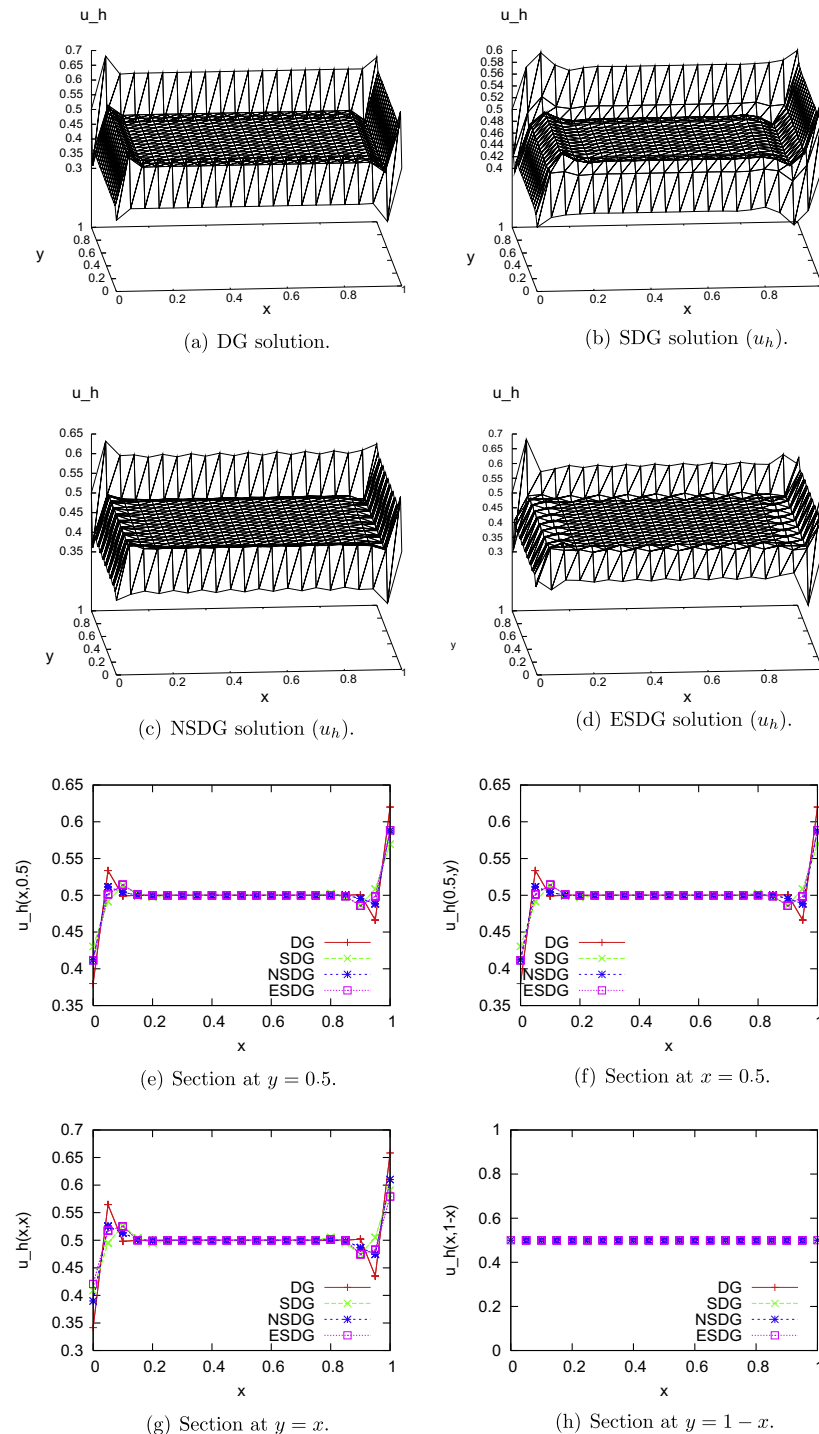 u_h
0.7
0.65
0.6
0.55
0.5
0.45
0.4
0.35
0.3
1
0.8
0.6
0.4
0.2
0
y
0
0.2
0.4
0.6
0.8
1
x
(a) DG solution.
u_h
0.6
0.58
0.56
0.54
0.52
0.5
0.48
0.46
0.44
0.42
0.4
1
0.8
0.6
0.4
0.2
0
y
0
0.2
0.4
0.6
0.8
1
x
(b) SDG solution (u_h).
u_h
0.65
0.6
0.55
0.5
0.45
0.4
0.35
1
0.8
0.6
0.4
0.2
0
y
0
0.2
0.4
0.6
0.8
1
x
(c) NSDG solution (u_h).
u_h
0.7
0.65
0.6
0.55
0.5
0.45
0.4
0.35
0.3
1
0.8
0.6
0.4
0.2
0
y
0
0.2
0.4
0.6
0.8
1
x
(d) ESDG solution (u_h).
0.65
0.6
0.55
0.5
0.45
0.4
0.35
u_h(x,0.5)
DG
SDG
NSDG
ESDG
0 0.2 0.4 0.6 0.8 1
x
(e) Section at y = 0.5.
0.65
0.6
0.55
0.5
0.45
0.4
0.35
u_h(0.5,y)
DG
SDG
NSDG
ESDG
0 0.2 0.4 0.6 0.8 1
x
(f) Section at x = 0.5.
0.7
0.65
0.6
0.55
0.5
0.45
0.4
0.35
0.3
u_h(x,x)
DG
SDG
NSDG
ESDG
0 0.2 0.4 0.6 0.8 1
x
(g) Section at y = x.
1
0.8
0.6
0.4
0.2
0
u_h(x,1-x)
DG
SDG
NSDG
ESDG
0 0.2 0.4 0.6 0.8 1
x
(h) Section at y = 1 − x.